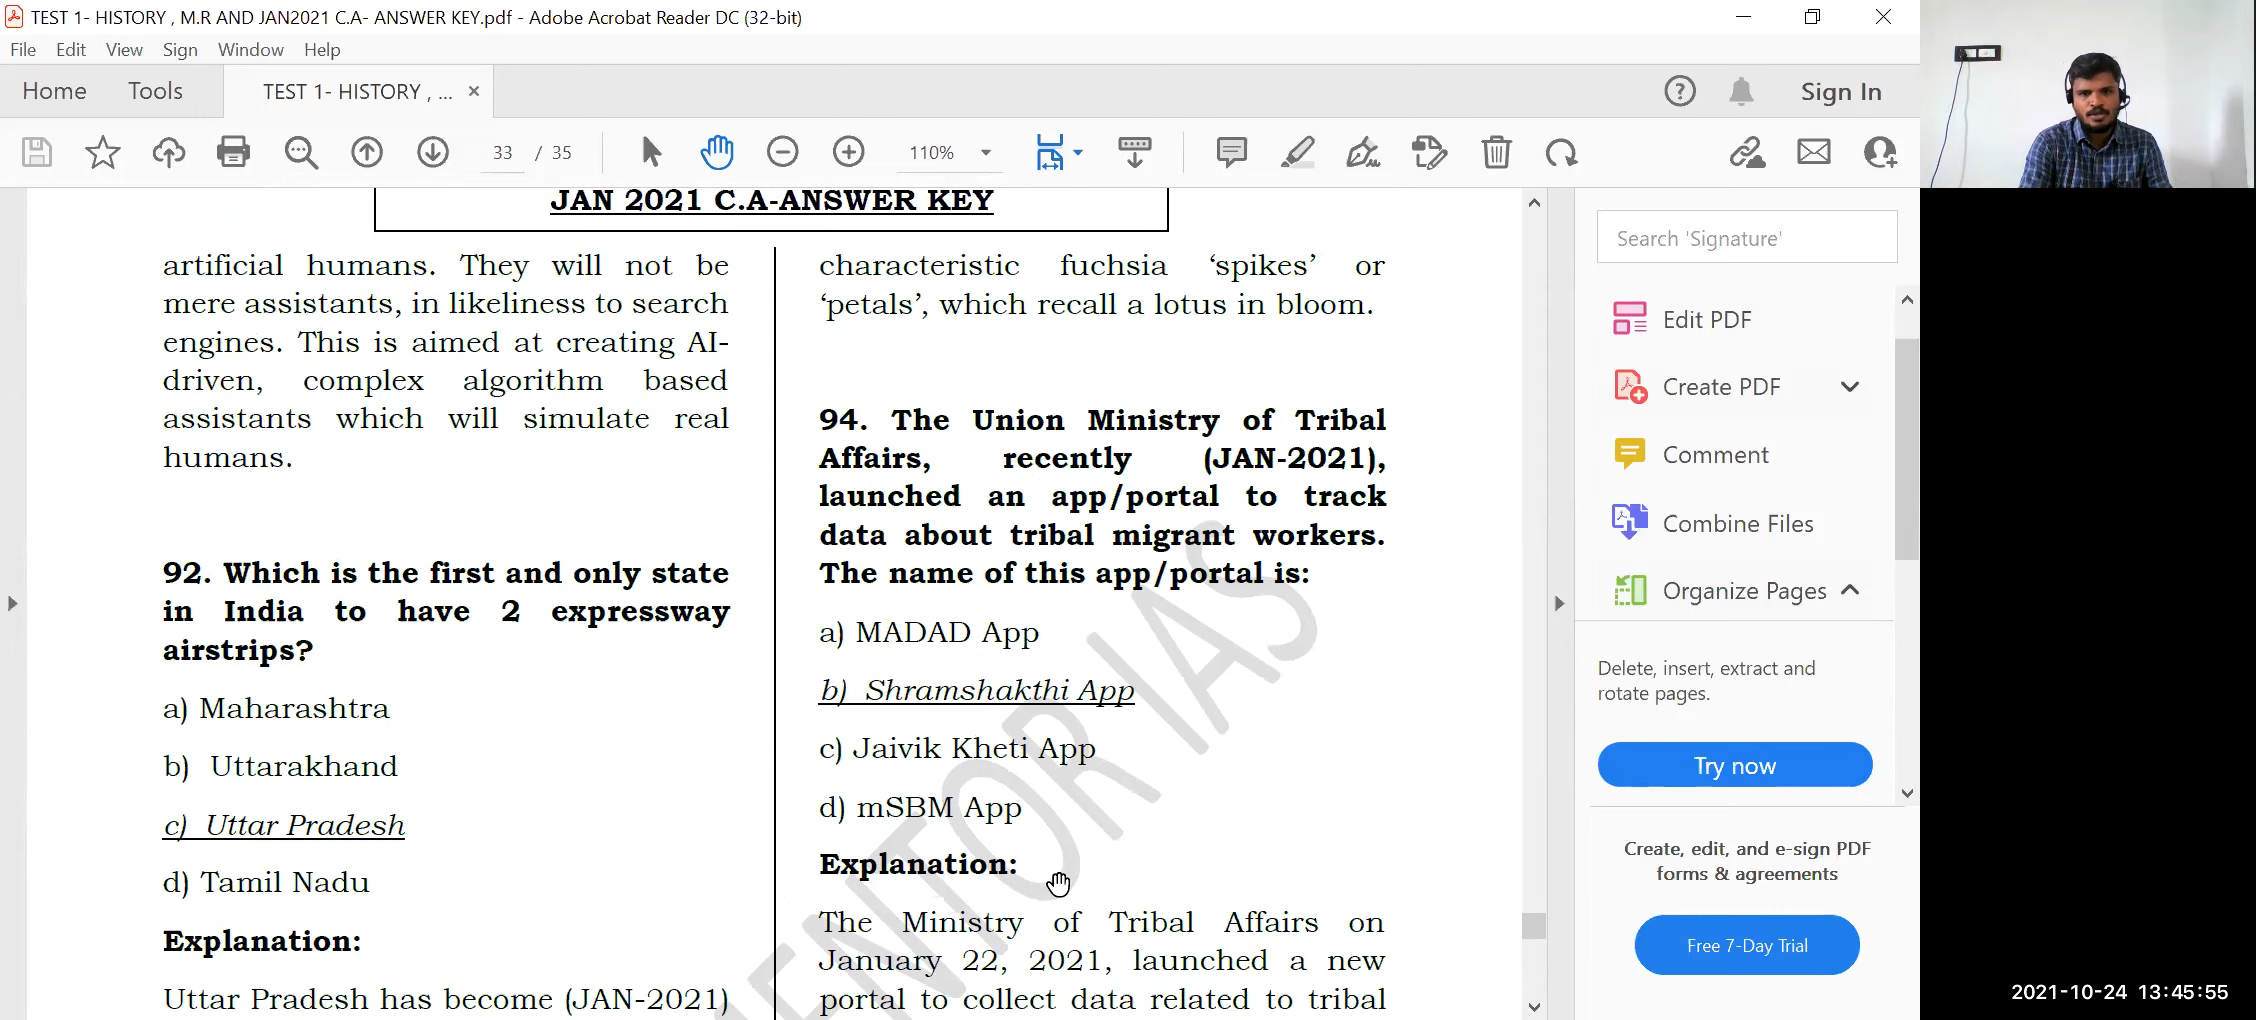 TEST 1- HISTORY , M.R AND JAN2021 C.A- ANSWER KEY.pdf - Adobe Acrobat Reader DC (32-bit)
File Edit View Sign Window Help
Home Tools TEST 1- HISTORY , ... × Sign In
33 / 35 110%
JAN 2021 C.A-ANSWER KEY
artificial humans. They will not be
mere assistants, in likeliness to search
engines. This is aimed at creating AI-
driven, complex algorithm based
assistants which will simulate real
humans.
92. Which is the first and only state
in India to have 2 expressway
airstrips?
a) Maharashtra
b) Uttarakhand
c) Uttar Pradesh
d) Tamil Nadu
Explanation:
Uttar Pradesh has become (JAN-2021)
characteristic fuchsia ‘spikes’ or
‘petals’, which recall a lotus in bloom.
94. The Union Ministry of Tribal
Affairs, recently (JAN-2021),
launched an app/portal to track
data about tribal migrant workers.
The name of this app/portal is:
a) MADAD App
b) Shramshakthi App
c) Jaivik Kheti App
d) mSBM App
Explanation:
The Ministry of Tribal Affairs on
January 22, 2021, launched a new
portal to collect data related to tribal
MENTOR IAS
Search 'Signature'
Edit PDF
Create PDF
Comment
Combine Files
Organize Pages
Delete, insert, extract and
rotate pages.
Try now
Create, edit, and e-sign PDF
forms & agreements
Free 7-Day Trial
2021-10-24 13:45:55